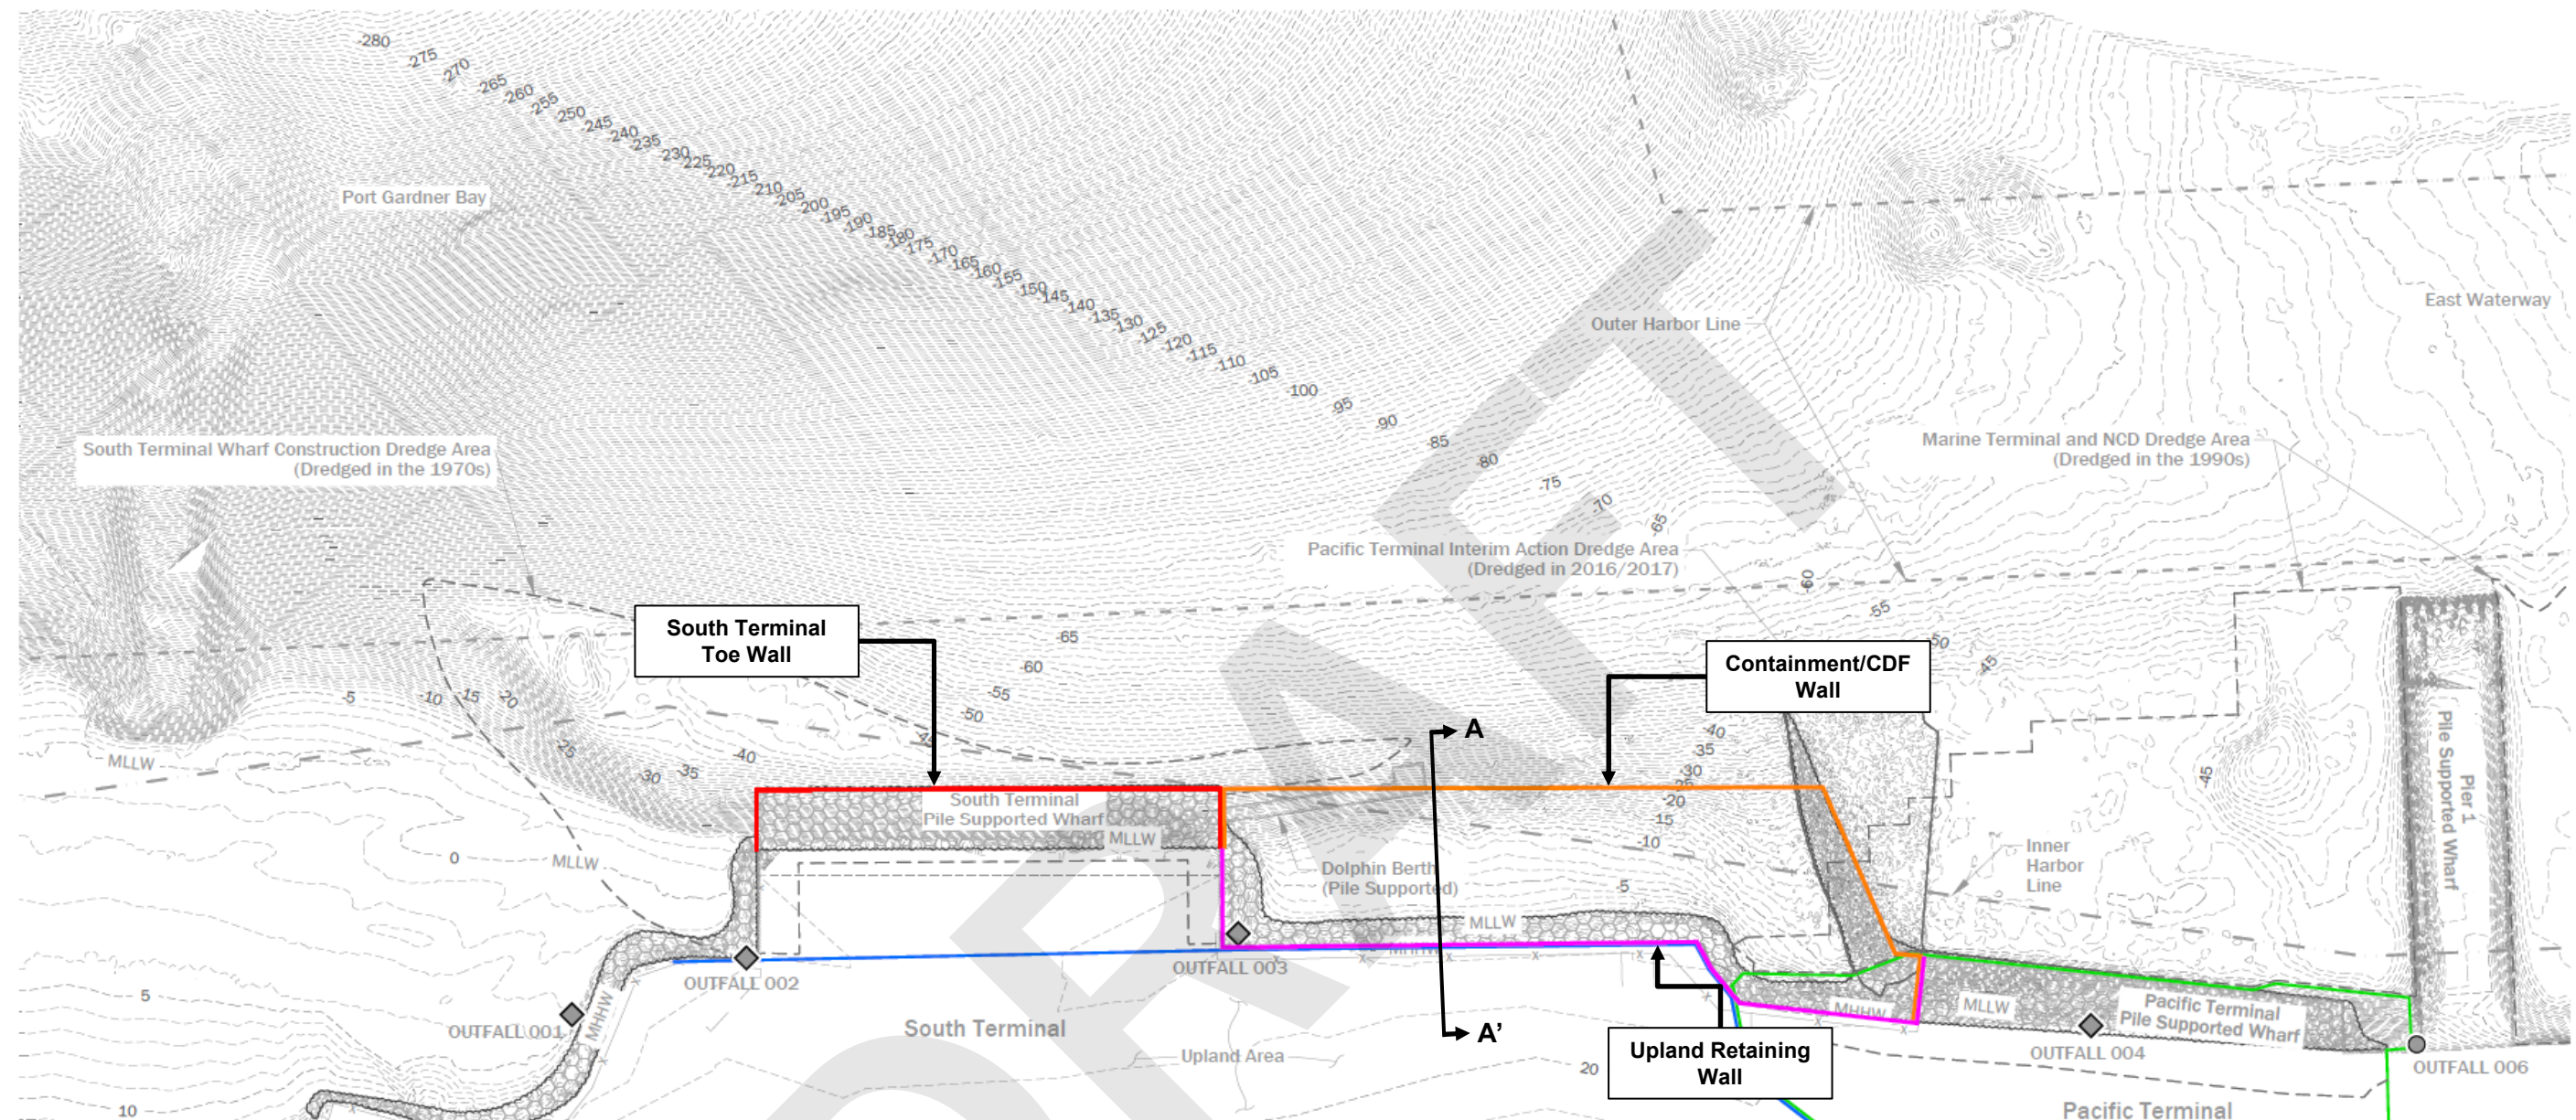 -280
-275
-270
-265
-260
-255
-250
-245
-240
-235
-230
-225
-220
-215
-210
-205
-200
-195
-190
-185
-180
-175
-170
-165
-160
-155
-150
-145
-140
-135
-130
-125
-120
-115
-110
-105
-100
-95
-90
-85
-80
-75
-70
-65
-60
-55
-50
-45
Port Gardner Bay
East Waterway
Outer Harbor Line
South Terminal Wharf Construction Dredge Area
(Dredged in the 1970s)
Marine Terminal and NCD Dredge Area
(Dredged in the 1990s)
Pacific Terminal Interim Action Dredge Area
(Dredged in 2016/2017)
South Terminal
Toe Wall
Containment/CDF
Wall
-65
-60
-55
-50
-45
-40
-35
-30
-25
-20
-15
-10
-5
-40
-35
-30
-25
-20
-15
-10
-5
-45
MLLW
A
South Terminal
Pile Supported Wharf
MLLW
Pier 1
Pile Supported Wharf
0
MLLW
Dolphin Berth
(Pile Supported)
Inner
Harbor
Line
MLLW
MHHW
OUTFALL 002
OUTFALL 003
5
OUTFALL 001
MHHW
South Terminal
A'
Upland Area
Upland Retaining
Wall
MHHW
MLLW
Pacific Terminal
Pile Supported Wharf
OUTFALL 004
OUTFALL 006
20
10
Pacific Terminal
DRAFT